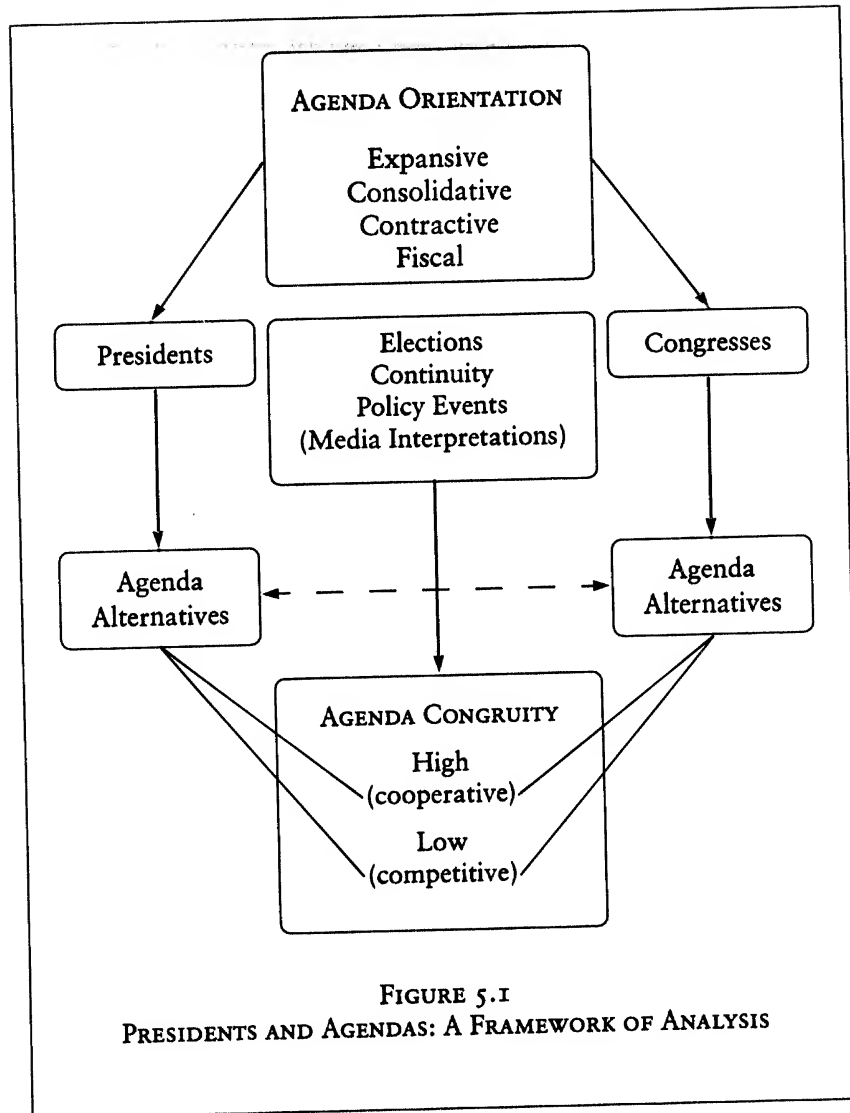 AGENDA ORIENTATION
Expansive
Consolidative
Contractive
Fiscal
Presidents
Elections
Continuity
Policy Events
(Media Interpretations)
Congresses
Agenda
Alternatives
Agenda
Alternatives
AGENDA CONGRUITY
High
(cooperative)
Low
(competitive)
FIGURE 5.1
PRESIDENTS AND AGENDAS: A FRAMEWORK OF ANALYSIS